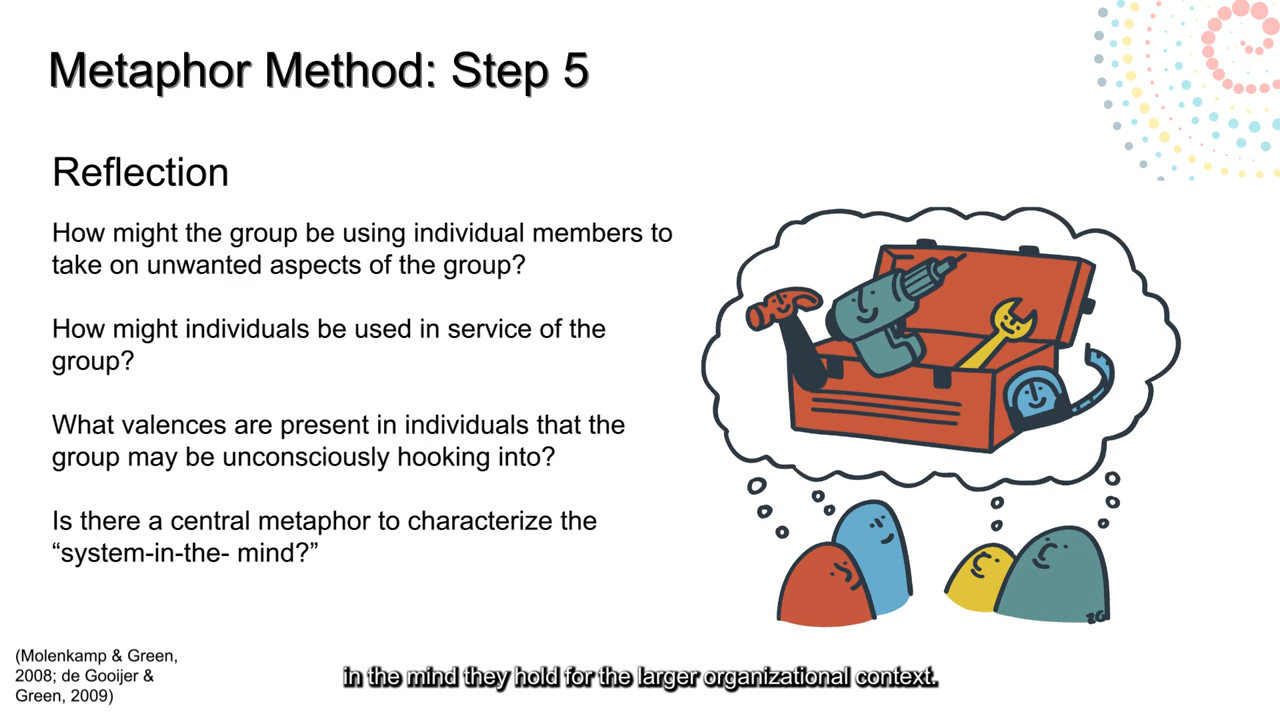 Metaphor Method: Step 5
Reflection
How might the group be using individual members to
take on unwanted aspects of the group?
How might individuals be used in service of the
group?
What valences are present in individuals that the
group may be unconsciously hooking into?
Is there a central metaphor to characterize the
“system-in-the- mind?”
ZG
(Molenkamp & Green,
2008; de Gooijer &
Green, 2009)
in the mind they hold for the larger organizational context.